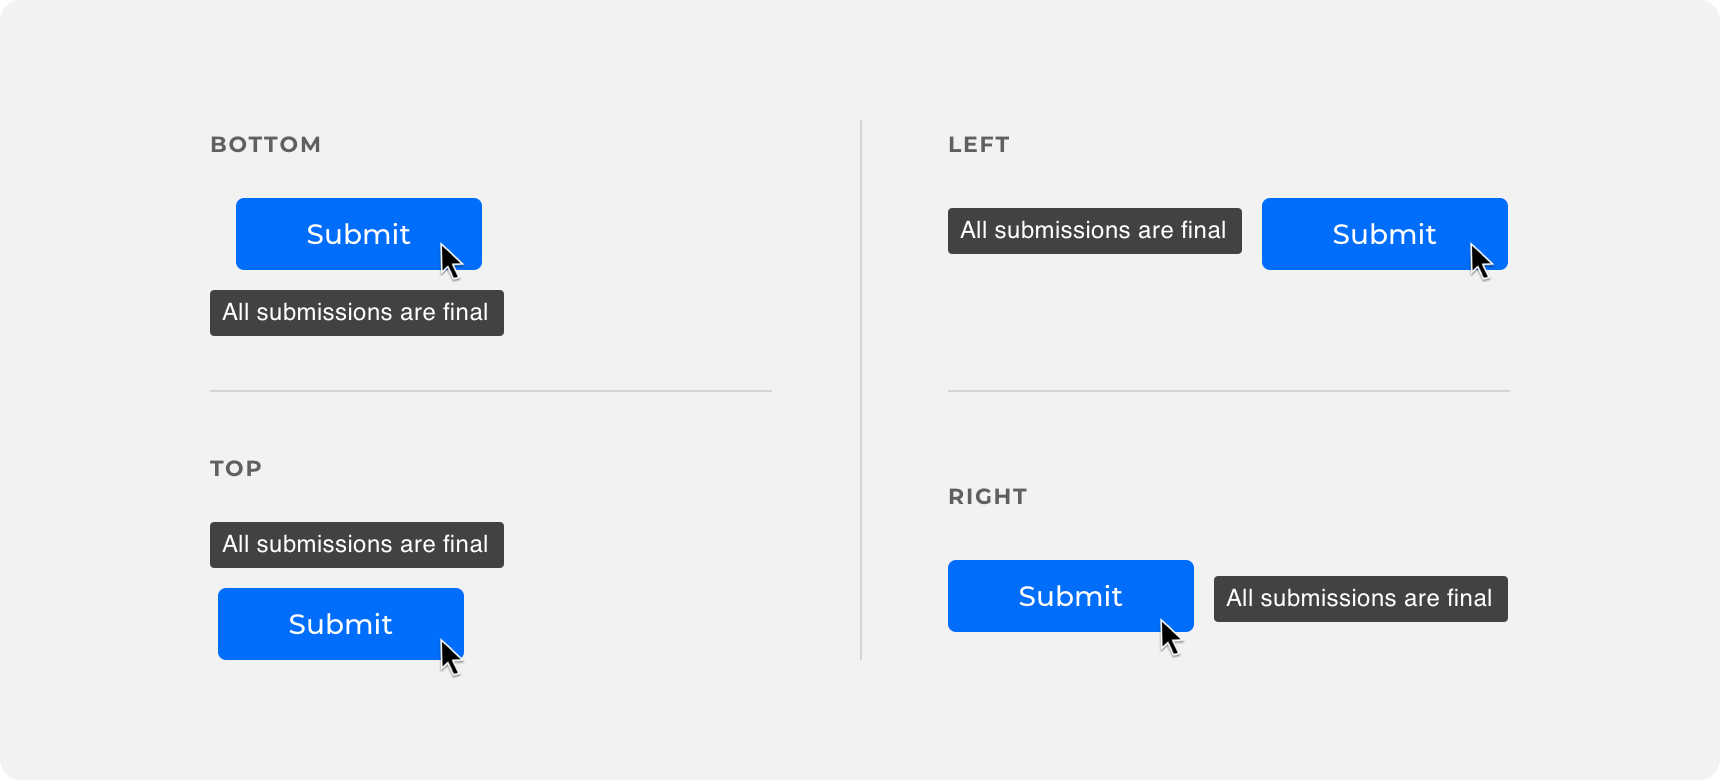 BOTTOM
Submit
All submissions are final
TOP
All submissions are final
Submit
LEFT
All submissions are final
Submit
RIGHT
Submit
All submissions are final